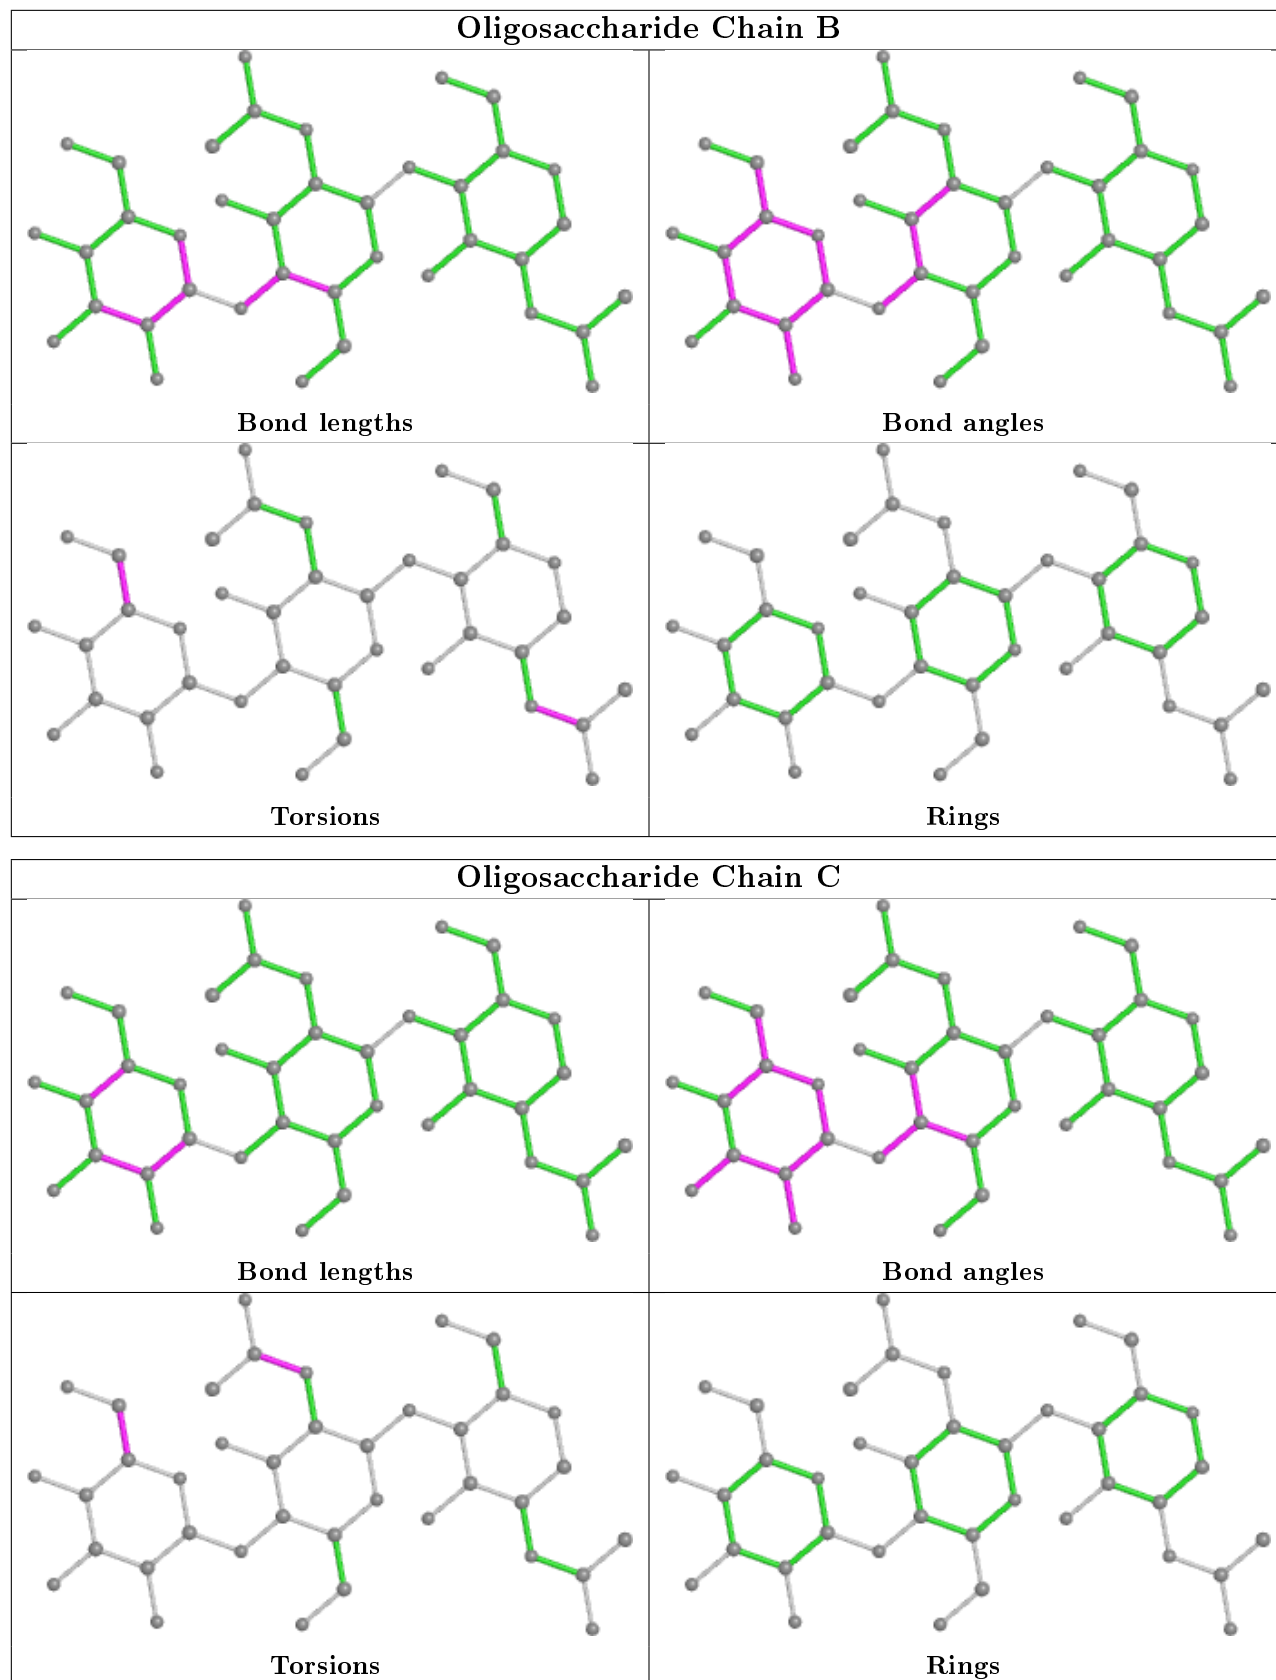 Oligosaccharide Chain B
Bond lengths
Bond angles
Torsions
Rings
Oligosaccharide Chain C
Bond lengths
Bond angles
Torsions
Rings